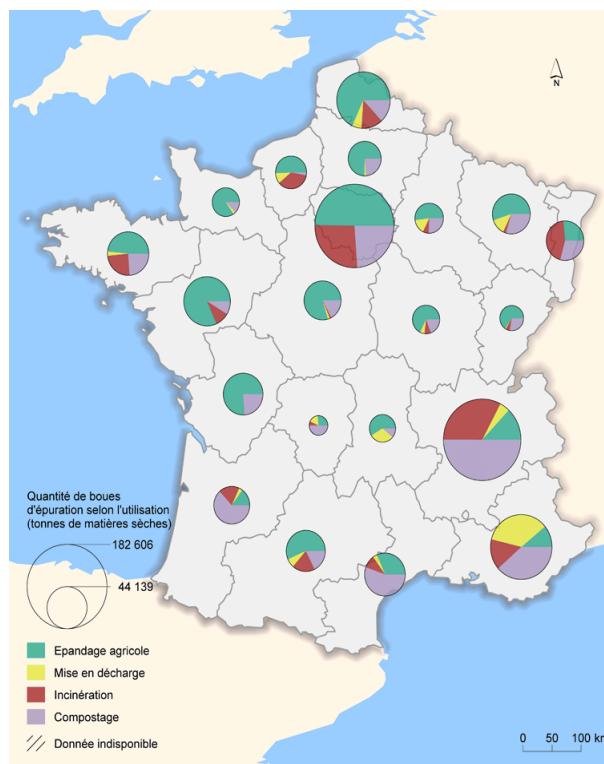 N
Quantité de boues
d'épuration selon l'utilisation
(tonnes de matières sèches)
182 606
44 139
Epandage agricole
Mise en décharge
Incinération
Compostage
Donnée indisponible
0 50 100 km